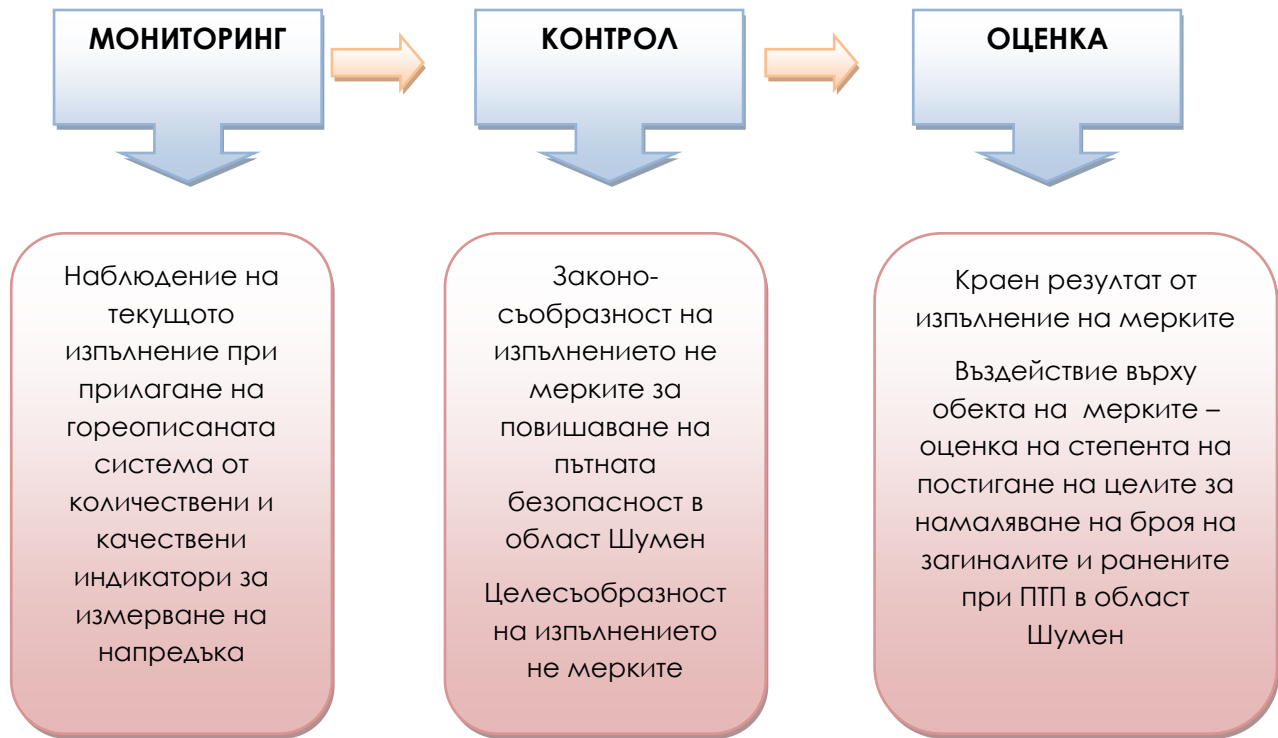 МОНИТОРИНГ
КОНТРОЛ
ОЦЕНКА
Наблюдение на
текущото
изпълнение при
прилагане на
гореописаната
система от
количествени и
качествени
индикатори за
измерване на
напредъка
Законо-
съобразност на
изпълнението не
мерките за
повишаване на
пътната
безопасност в
област Шумен
Целесъобразност
на изпълнението
не мерките
Краен резултат от
изпълнение на мерките
Въздействие върху
обекта на мерките –
оценка на степента на
постигане на целите за
намаляване на броя на
загиналите и ранените
при ПТП в област
Шумен